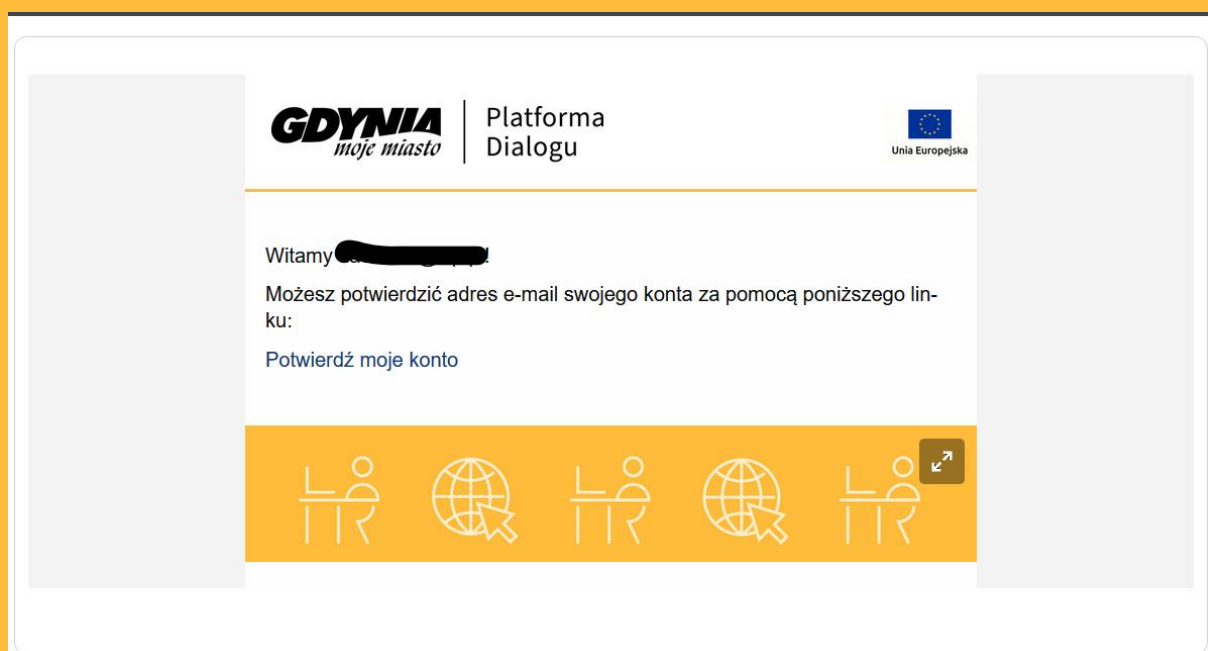 GDYNIA
moje miasto
Platforma
Dialogu
Unia Europejska
Witamy !
Możesz potwierdzić adres e-mail swojego konta za pomocą poniższego lin-
ku:
Potwierdź moje konto